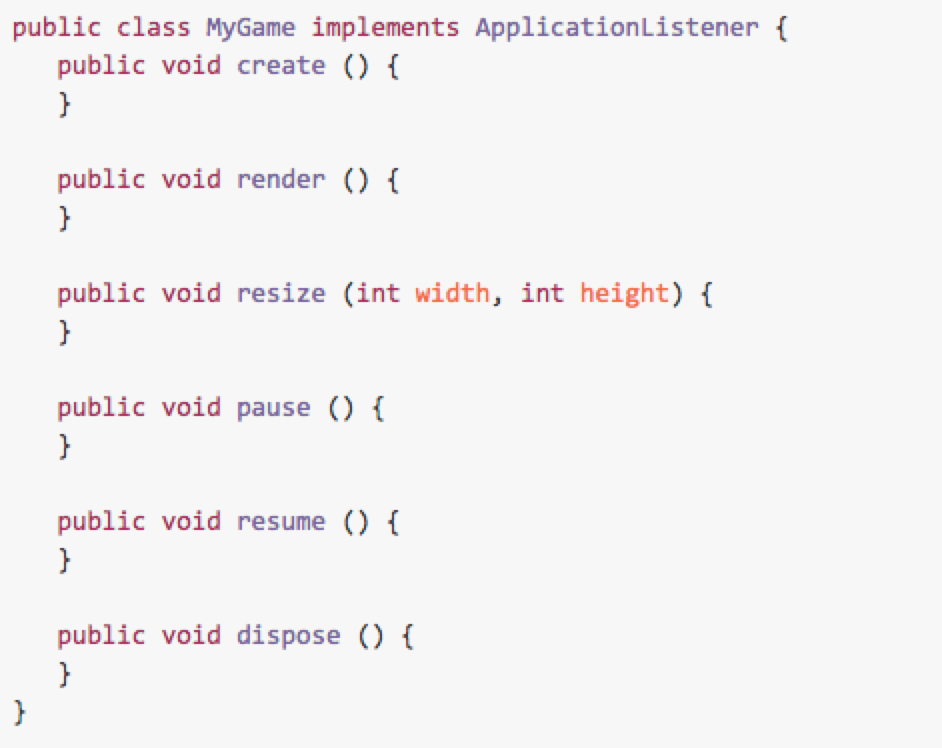 public class MyGame implements ApplicationListener {
   public void create () {
   }

   public void render () {
   }

   public void resize (int width, int height) {
   }

   public void pause () {
   }

   public void resume () {
   }

   public void dispose () {
   }
}